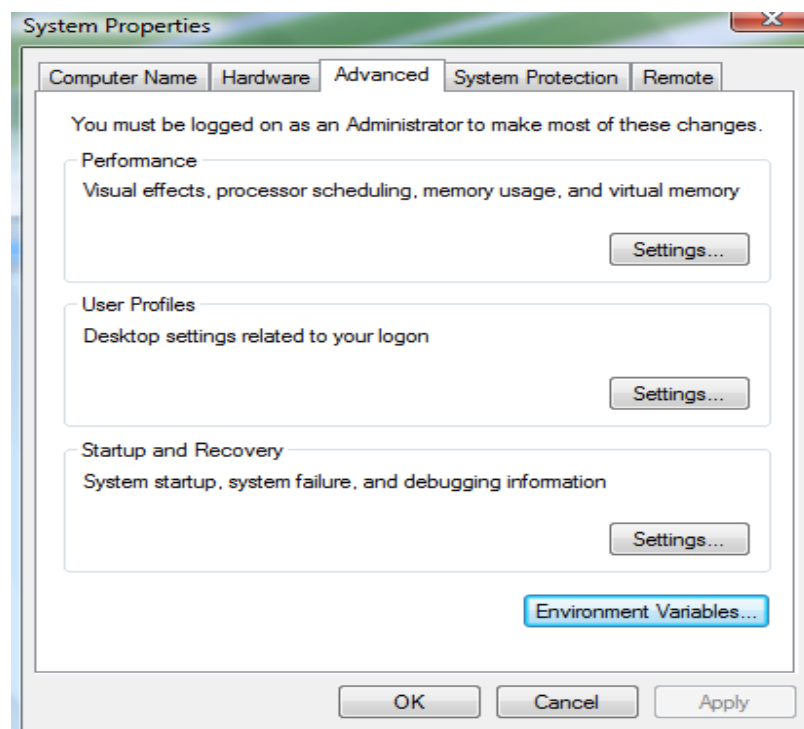 System Properties
Computer Name Hardware Advanced System Protection Remote
You must be logged on as an Administrator to make most of these changes.
Performance
Visual effects, processor scheduling, memory usage, and virtual memory
Settings...
User Profiles
Desktop settings related to your logon
Settings...
Startup and Recovery
System startup, system failure, and debugging information
Settings...
Environment Variables...
OK Cancel Apply